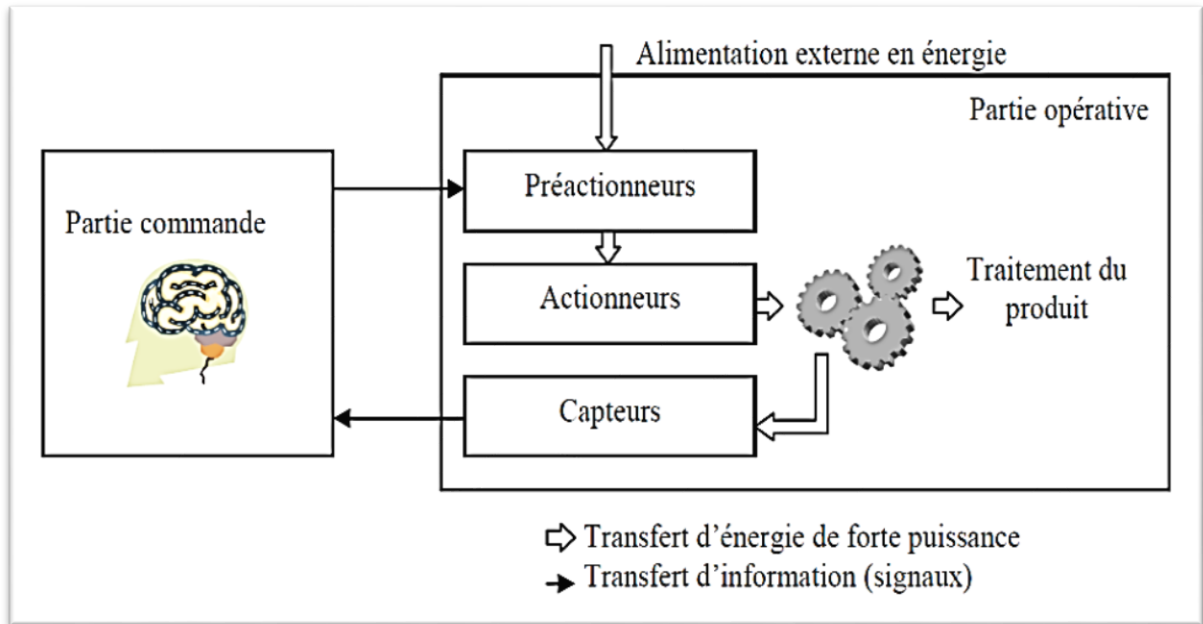 Alimentation externe en énergie
Partie opérative
Préactionneurs
Partie commande
Actionneurs
Traitement du
produit
Capteurs
Transfert d’énergie de forte puissance
Transfert d’information (signaux)